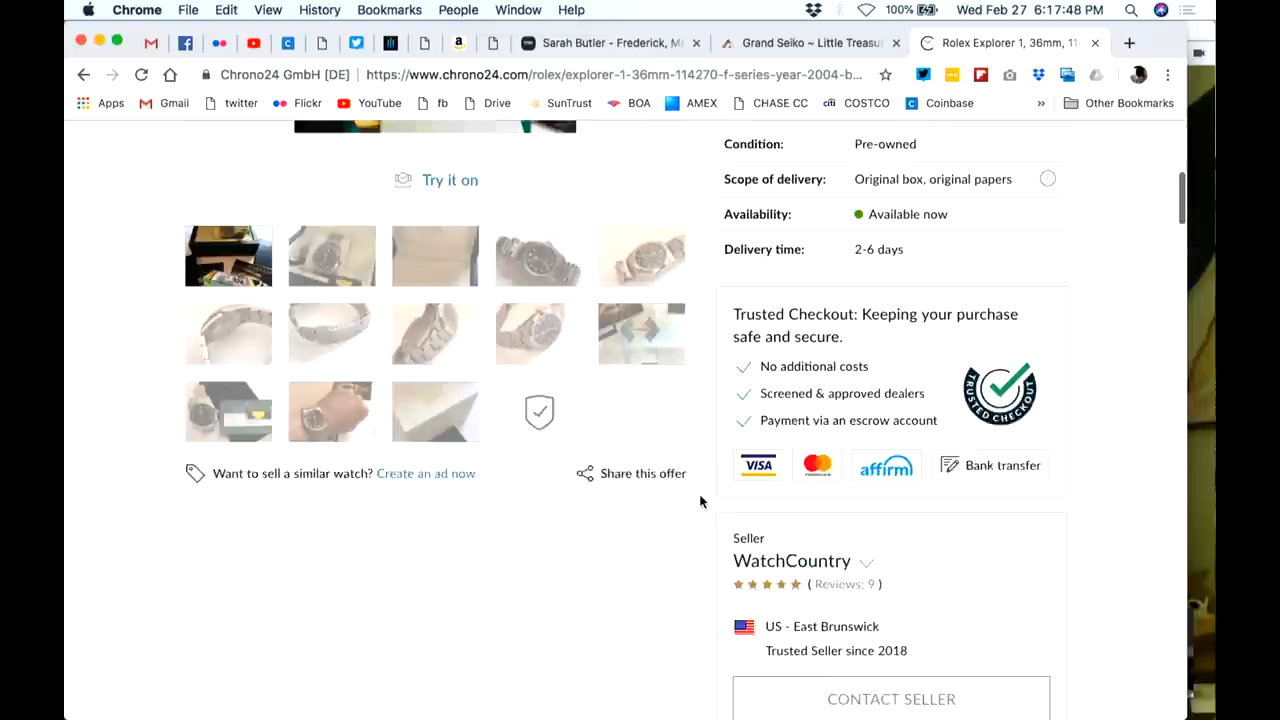 Chrome File Edit View History Bookmarks People Window Help 100% Wed Feb 27 6:17:48 PM
Sarah Butler - Frederick, M × Grand Seiko ~ Little Treasu × Rolex Explorer 1, 36mm, 11 × +
Chrono24 GmbH [DE] https://www.chrono24.com/rolex/explorer-1-36mm-114270-f-series-year-2004-b...
Apps Gmail twitter Flickr YouTube fb Drive SunTrust BOA AMEX CHASE CC COSTCO Coinbase » Other Bookmarks
Condition: Pre-owned
Try it on
Scope of delivery: Original box, original papers
Availability: Available now
Delivery time: 2-6 days
Trusted Checkout: Keeping your purchase
safe and secure.
No additional costs
Screened & approved dealers
Payment via an escrow account
TRUSTED CHECKOUT
VISA affirm Bank transfer
Want to sell a similar watch? Create an ad now
Share this offer
Seller
WatchCountry
( Reviews: 9 )
US - East Brunswick
Trusted Seller since 2018
CONTACT SELLER